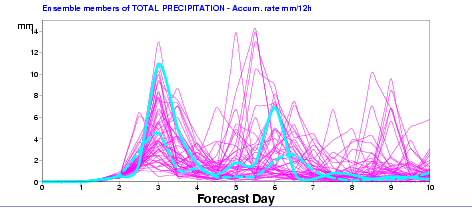 Ensemble members of TOTAL PRECIPITATION - Accum. rate mm/12h
mm
14
12
10
8
6
4
2
0
0 1 2 3 4 5 6 7 8 9 10
Forecast Day